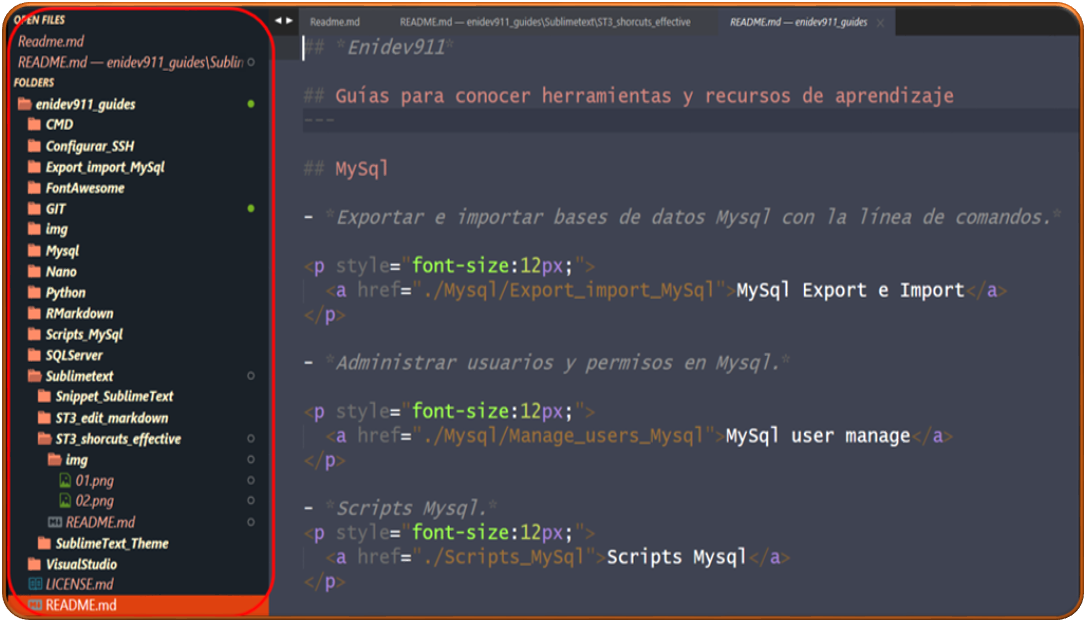 OPEN FILES
Readme.md
README.md — enidev911_guides\Sublim
FOLDERS
enidev911_guides
CMD
Configurar_SSH
Export_import_MySql
FontAwesome
GIT
img
Mysql
Nano
Python
RMarkdown
Scripts_MySql
SQLServer
Sublimetext
Snippet_SublimeText
ST3_edit_markdown
ST3_shorcuts_effective
img
01.png
02.png
README.md
SublimeText_Theme
VisualStudio
LICENSE.md
README.md
Readme.md
README.md — enidev911_guides\Sublimetext\ST3_shorcuts_effective
README.md — enidev911_guides
## *Enidev911*
## Guías para conocer herramientas y recursos de aprendizaje
---
## MySql
- *Exportar e importar bases de datos Mysql con la línea de comandos.*
<p style="font-size:12px;">
<a href="./Mysql/Export_import_MySql">MySql Export e Import</a>
</p>
- *Administrar usuarios y permisos en Mysql.*
<p style="font-size:12px;">
<a href="./Mysql/Manage_users_Mysql">MySql user manage</a>
</p>
- *Scripts Mysql.*
<p style="font-size:12px;">
<a href="./Scripts_MySql">Scripts Mysql</a>
</p>